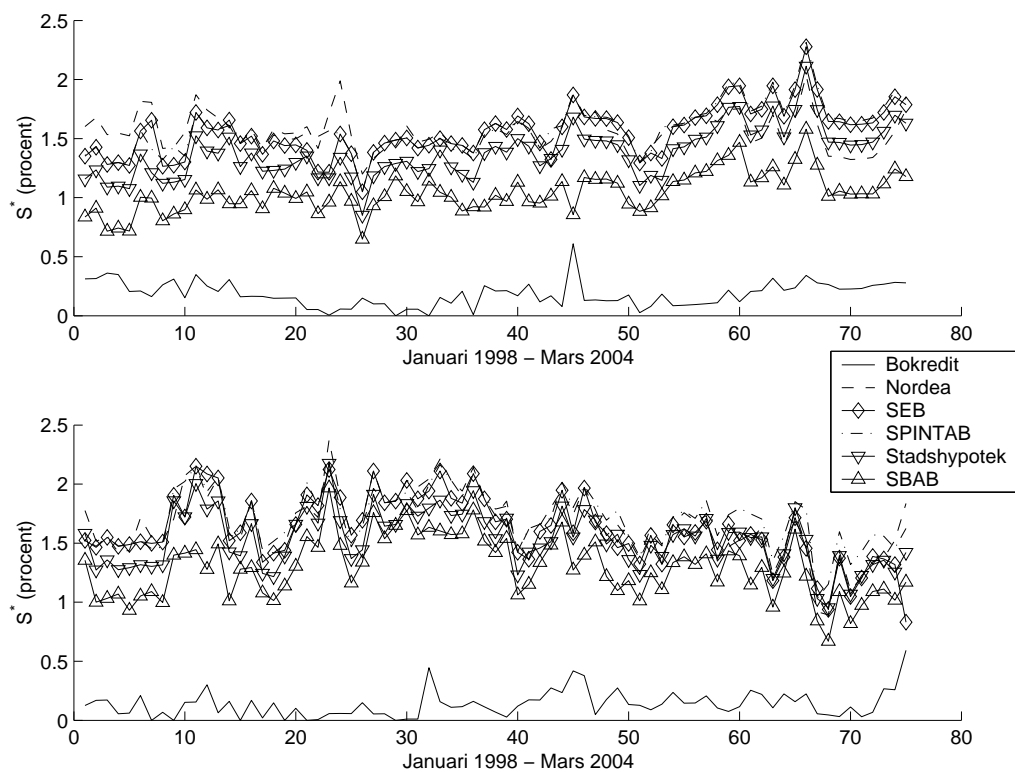 2.5
2
1.5
1
0.5
0
S* (procent)
0 10 20 30 40 50 60 70 80
Januari 1998 – Mars 2004
Bokredit
Nordea
SEB
SPINTAB
Stadshypotek
SBAB
2.5
2
1.5
1
0.5
0
S* (procent)
0 10 20 30 40 50 60 70 80
Januari 1998 – Mars 2004